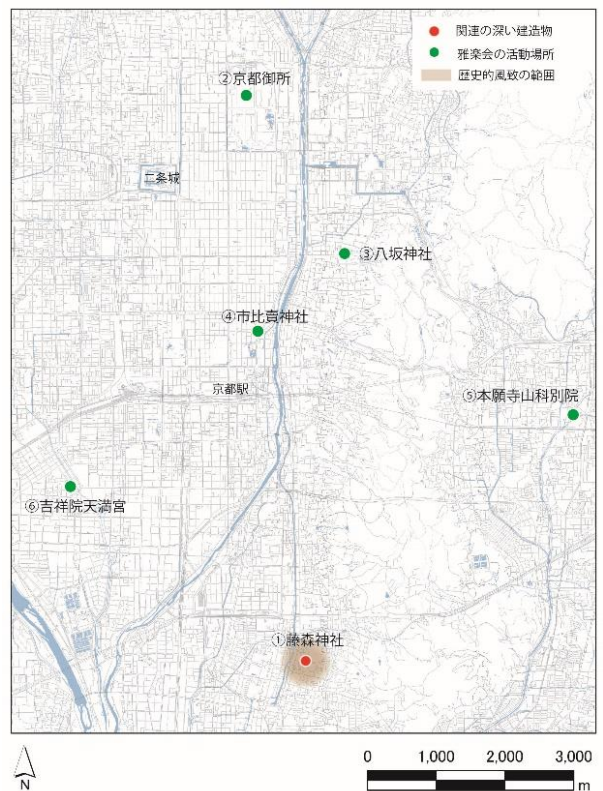 関連の深い建造物
雅楽会の活動場所
歴史的風致の範囲
②京都御所
二条城
③八坂神社
④市比賣神社
京都駅
⑤本願寺山科別院
⑥吉祥院天満宮
①藤森神社
N
0 1,000 2,000 3,000
m